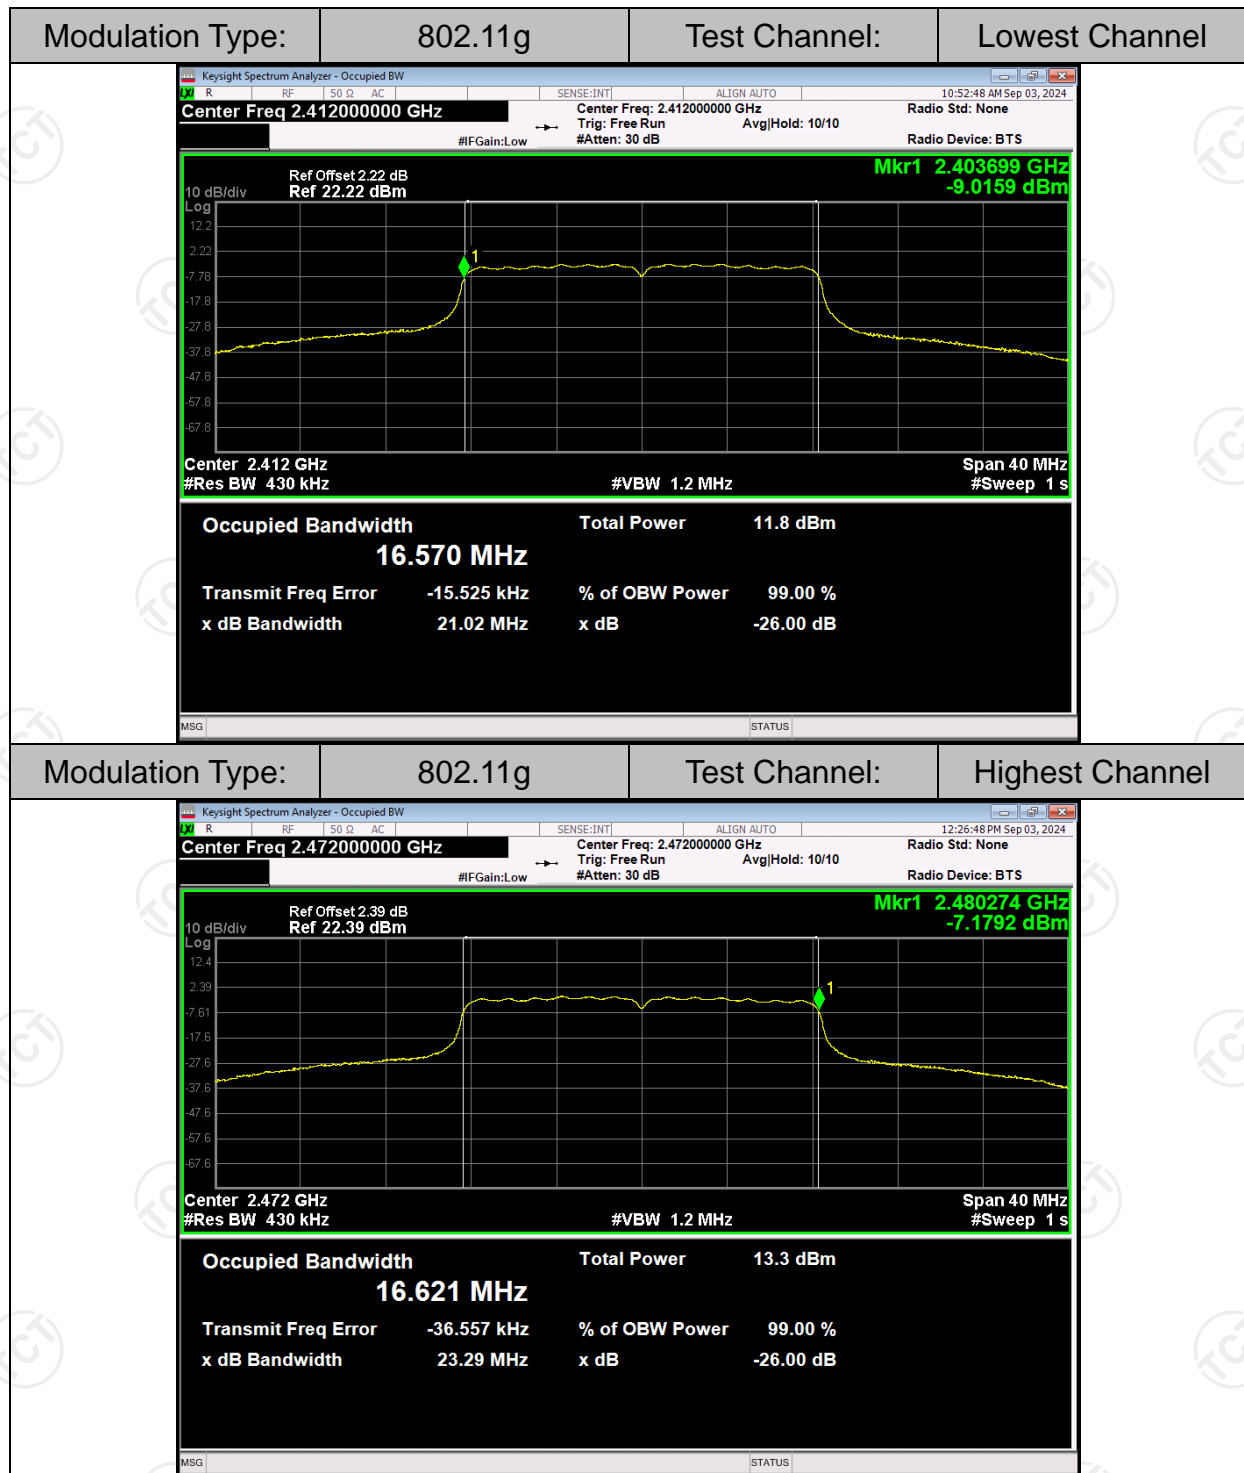 Modulation Type: 802.11g Test Channel: Lowest Channel
Keysight Spectrum Analyzer - Occupied BW
LXI R RF 50 Ω AC SENSE:INT ALIGN AUTO 10:52:48 AM Sep 03, 2024
Center Freq 2.412000000 GHz Center Freq: 2.412000000 GHz Radio Std: None
Trig: Free Run Avg|Hold: 10/10
#IFGain:Low #Atten: 30 dB Radio Device: BTS
Mkr1 2.403699 GHz
Ref Offset 2.22 dB
-9.0159 dBm
10 dB/div Ref 22.22 dBm
Log
12.2
2.22
1
-7.78
-17.8
-27.8
-37.8
-47.8
-57.8
-67.8
Center 2.412 GHz Span 40 MHz
#Res BW 430 kHz #VBW 1.2 MHz #Sweep 1 s
Occupied Bandwidth Total Power 11.8 dBm
16.570 MHz
Transmit Freq Error -15.525 kHz % of OBW Power 99.00 %
x dB Bandwidth 21.02 MHz x dB -26.00 dB
MSG STATUS
Modulation Type: 802.11g Test Channel: Highest Channel
Keysight Spectrum Analyzer - Occupied BW
LXI R RF 50 Ω AC SENSE:INT ALIGN AUTO 12:26:48 PM Sep 03, 2024
Center Freq 2.472000000 GHz Center Freq: 2.472000000 GHz Radio Std: None
Trig: Free Run Avg|Hold: 10/10
#IFGain:Low #Atten: 30 dB Radio Device: BTS
Mkr1 2.480274 GHz
Ref Offset 2.39 dB
-7.1792 dBm
10 dB/div Ref 22.39 dBm
Log
12.4
2.39
1
-7.61
-17.6
-27.6
-37.6
-47.6
-57.6
-67.6
Center 2.472 GHz Span 40 MHz
#Res BW 430 kHz #VBW 1.2 MHz #Sweep 1 s
Occupied Bandwidth Total Power 13.3 dBm
16.621 MHz
Transmit Freq Error -36.557 kHz % of OBW Power 99.00 %
x dB Bandwidth 23.29 MHz x dB -26.00 dB
MSG STATUS